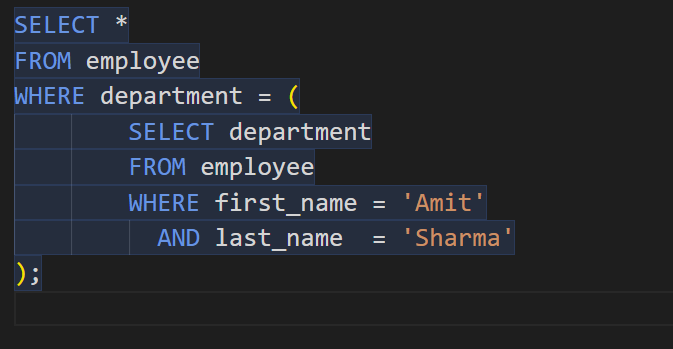 SELECT *
FROM employee
WHERE department = (
        SELECT department
        FROM employee
        WHERE first_name = 'Amit'
          AND last_name  = 'Sharma'
);